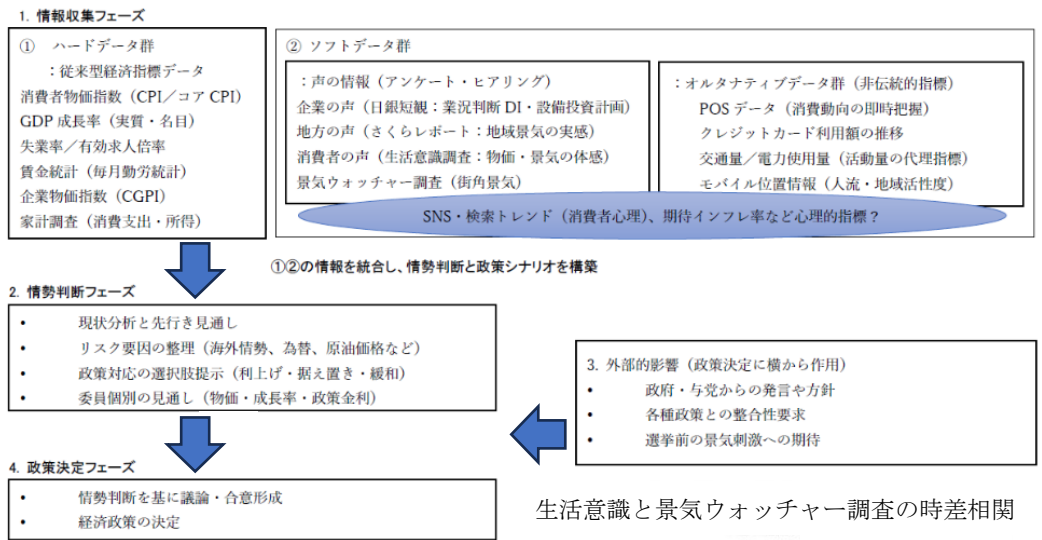 1. 情報収集フェーズ
① ハードデータ群
：従来型経済指標データ
消費者物価指数（CPI／コア CPI）
GDP 成長率（実質・名目）
失業率／有効求人倍率
賃金統計（毎月勤労統計）
企業物価指数（CGPI）
家計調査（消費支出・所得）
② ソフトデータ群
：声の情報（アンケート・ヒアリング）
企業の声（日銀短観：業況判断 DI・設備投資計画）
地方の声（さくらレポート：地域景気の実感）
消費者の声（生活意識調査：物価・景気の体感）
景気ウォッチャー調査（街角景気）
：オルタナティブデータ群（非伝統的指標）
POS データ（消費動向の即時把握）
クレジットカード利用額の推移
交通量／電力使用量（活動量の代理指標）
モバイル位置情報（人流・地域活性度）
SNS・検索トレンド（消費者心理）、期待インフレ率など心理的指標？
①②の情報を統合し、情勢判断と政策シナリオを構築
2. 情勢判断フェーズ
• 現状分析と先行き見通し
• リスク要因の整理（海外情勢、為替、原油価格など）
• 政策対応の選択肢提示（利上げ・据え置き・緩和）
• 委員個別の見通し（物価・成長率・政策金利）
3. 外部的影響（政策決定に横から作用）
• 政府・与党からの発言や方針
• 各種政策との整合性要求
• 選挙前の景気刺激への期待
4. 政策決定フェーズ
• 情勢判断を基に議論・合意形成
• 経済政策の決定
生活意識と景気ウォッチャー調査の時差相関